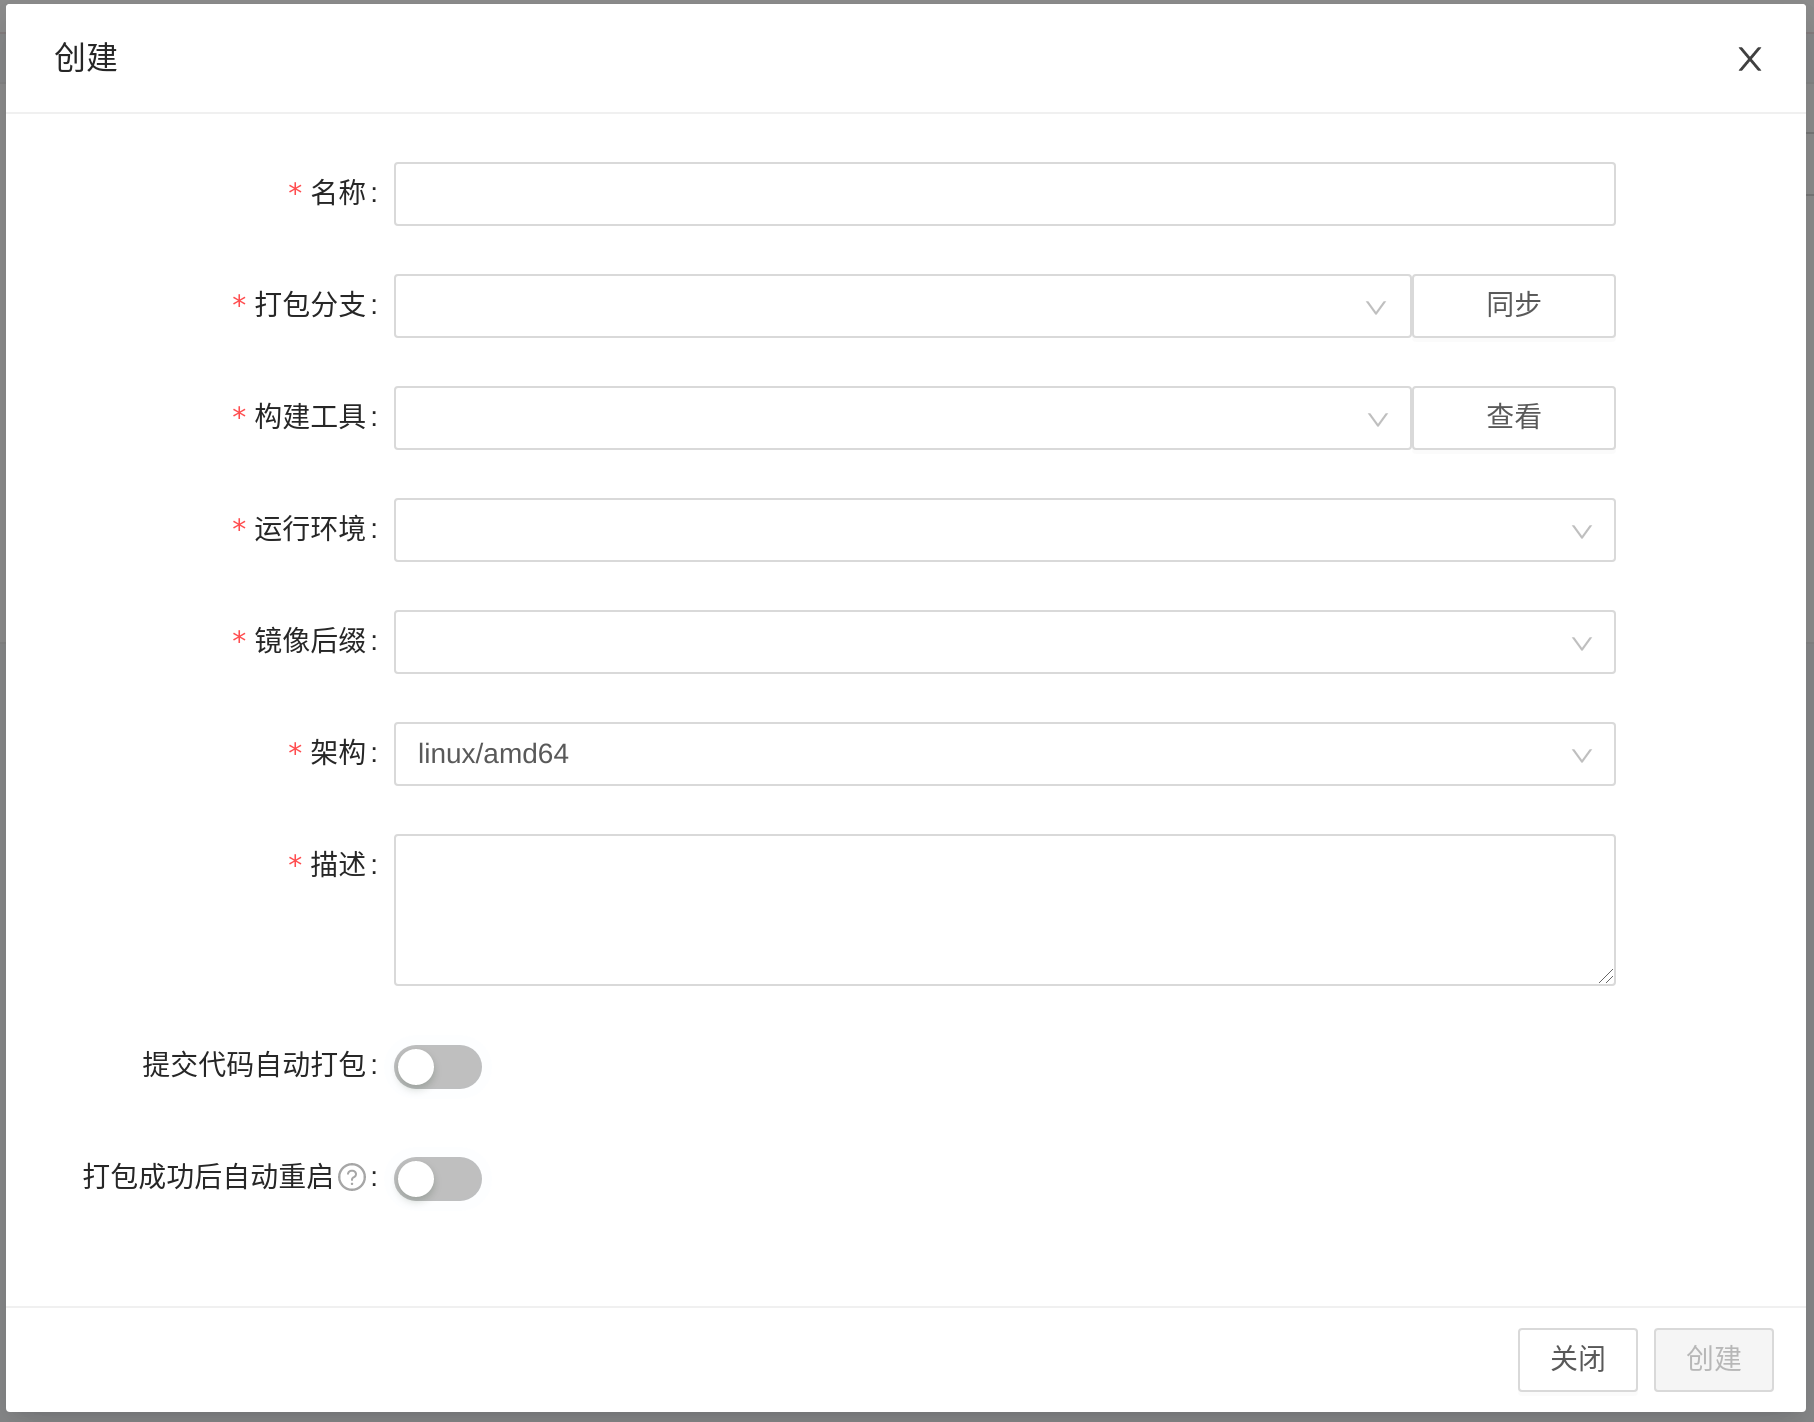 创建
* 名称:
* 打包分支: 同步
* 构建工具: 查看
* 运行环境:
* 镜像后缀:
* 架构: linux/amd64
* 描述:
提交代码自动打包:
打包成功后自动重启?:
关闭 创建